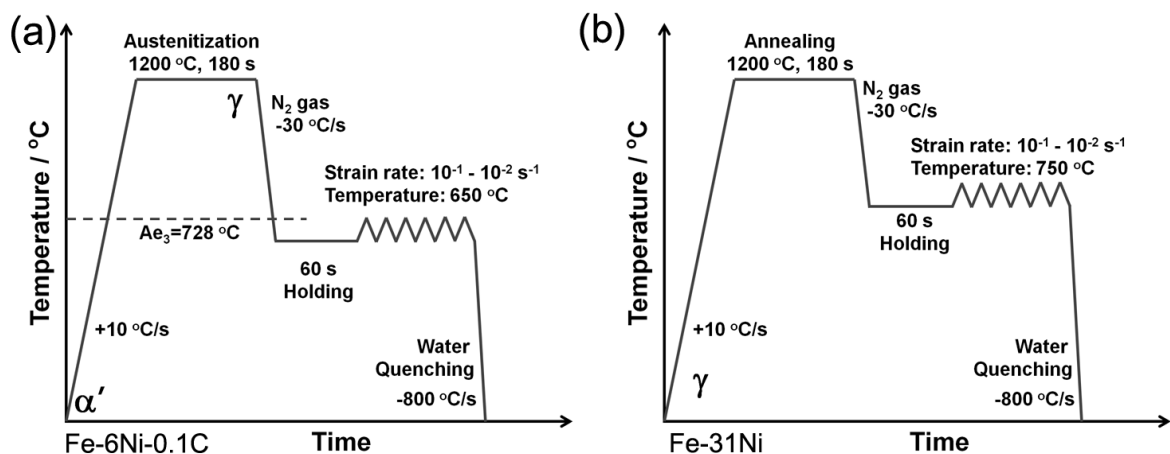 (a)
Austenitization
1200 °C, 180 s
γ
N₂ gas
-30 °C/s
Strain rate: 10⁻¹ - 10⁻² s⁻¹
Temperature: 650 °C
Ae₃=728 °C
60 s
Holding
+10 °C/s
Water
Quenching
-800 °C/s
α′
Temperature / °C
Fe-6Ni-0.1C
Time
(b)
Annealing
1200 °C, 180 s
N₂ gas
-30 °C/s
Strain rate: 10⁻¹ - 10⁻² s⁻¹
Temperature: 750 °C
60 s
Holding
+10 °C/s
Water
Quenching
-800 °C/s
γ
Temperature / °C
Fe-31Ni
Time